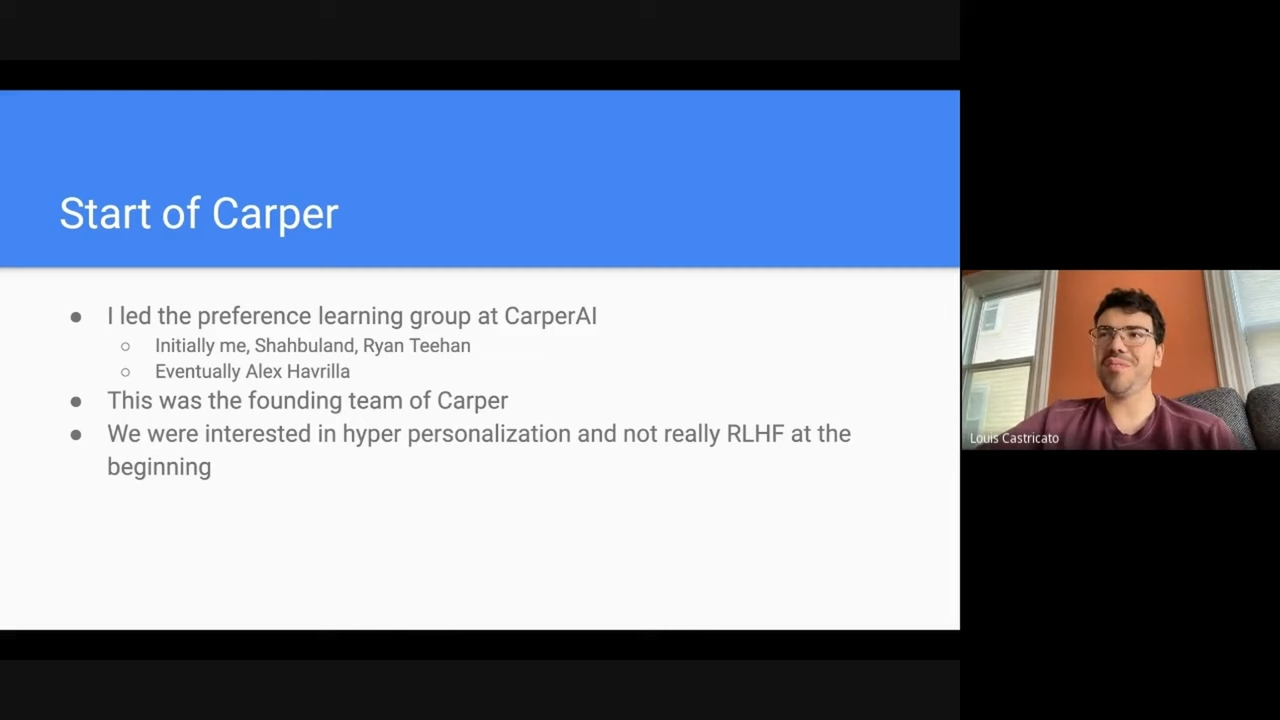 Start of Carper
● I led the preference learning group at CarperAI
○ Initially me, Shahbuland, Ryan Teehan
○ Eventually Alex Havrilla
● This was the founding team of Carper
● We were interested in hyper personalization and not really RLHF at the
beginning
Louis Castricato